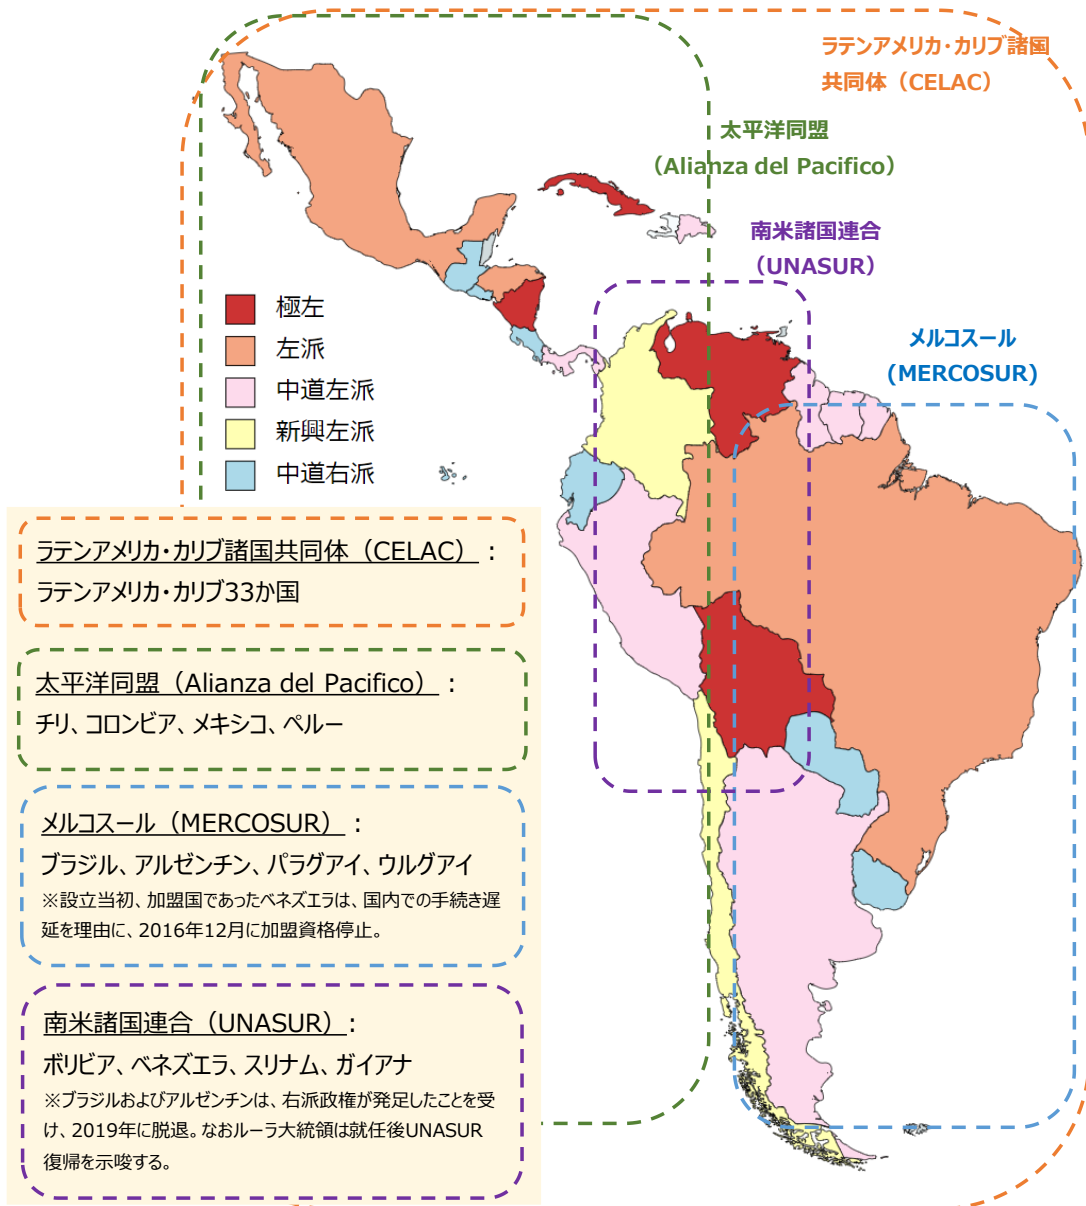 ラテンアメリカ・カリブ諸国
共同体（CELAC）
太平洋同盟
（Alianza del Pacifico）
南米諸国連合
（UNASUR）
メルコスール
(MERCOSUR)
極左
左派
中道左派
新興左派
中道右派
ラテンアメリカ・カリブ諸国共同体（CELAC）：
ラテンアメリカ・カリブ33か国
太平洋同盟（Alianza del Pacifico）：
チリ、コロンビア、メキシコ、ペルー
メルコスール（MERCOSUR）：
ブラジル、アルゼンチン、パラグアイ、ウルグアイ
※設立当初、加盟国であったベネズエラは、国内での手続き遅
延を理由に、2016年12月に加盟資格停止。
南米諸国連合（UNASUR）：
ボリビア、ベネズエラ、スリナム、ガイアナ
※ブラジルおよびアルゼンチンは、右派政権が発足したことを受
け、2019年に脱退。なおルーラ大統領は就任後UNASUR
復帰を示唆する。